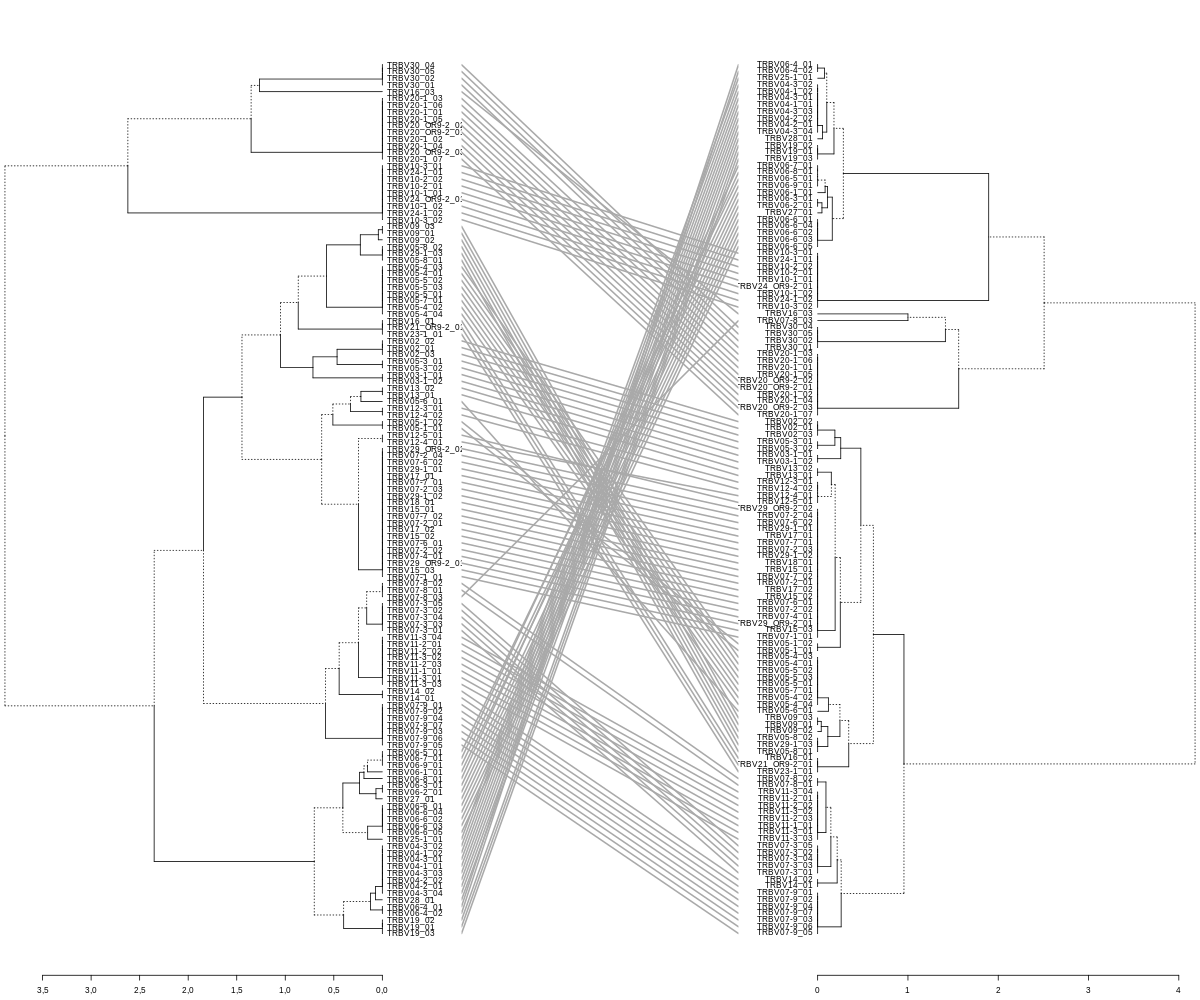 TRBV30_04
TRBV30_05
TRBV30_02
TRBV30_01
TRBV16_03
TRBV20-1_03
TRBV20-1_06
TRBV20-1_01
TRBV20-1_05
TRBV20_OR9-2_02
TRBV20_OR9-2_01
TRBV20-1_02
TRBV20-1_04
TRBV20_OR9-2_03
TRBV20-1_07
TRBV10-3_01
TRBV24-1_01
TRBV10-2_02
TRBV10-2_01
TRBV10-1_01
TRBV24_OR9-2_01
TRBV10-1_02
TRBV24-1_02
TRBV10-3_02
TRBV09_03
TRBV09_01
TRBV09_02
TRBV05-8_02
TRBV29-1_03
TRBV05-8_01
TRBV05-4_03
TRBV05-4_01
TRBV05-5_02
TRBV05-5_03
TRBV05-5_01
TRBV05-7_01
TRBV05-4_02
TRBV05-4_04
TRBV16_01
TRBV21_OR9-2_01
TRBV23-1_01
TRBV02_02
TRBV02_01
TRBV02_03
TRBV05-3_01
TRBV05-3_02
TRBV03-1_01
TRBV03-1_02
TRBV13_02
TRBV13_01
TRBV05-6_01
TRBV12-3_01
TRBV12-4_02
TRBV05-1_02
TRBV05-1_01
TRBV12-5_01
TRBV12-4_01
TRBV29_OR9-2_02
TRBV07-2_04
TRBV07-6_02
TRBV29-1_01
TRBV17_01
TRBV07-7_01
TRBV07-2_03
TRBV29-1_02
TRBV18_01
TRBV15_01
TRBV07-7_02
TRBV07-2_01
TRBV17_02
TRBV15_02
TRBV07-6_01
TRBV07-2_02
TRBV07-4_01
TRBV29_OR9-2_01
TRBV15_03
TRBV07-1_01
TRBV07-8_02
TRBV07-8_01
TRBV07-8_03
TRBV07-3_05
TRBV07-3_02
TRBV07-3_04
TRBV07-3_03
TRBV07-3_01
TRBV11-3_04
TRBV11-2_01
TRBV11-2_02
TRBV11-3_02
TRBV11-2_03
TRBV11-1_01
TRBV11-3_01
TRBV11-3_03
TRBV14_02
TRBV14_01
TRBV07-9_01
TRBV07-9_02
TRBV07-9_04
TRBV07-9_07
TRBV07-9_03
TRBV07-9_06
TRBV07-9_05
TRBV06-5_01
TRBV06-7_01
TRBV06-9_01
TRBV06-1_01
TRBV06-8_01
TRBV06-3_01
TRBV06-2_01
TRBV27_01
TRBV06-6_01
TRBV06-6_04
TRBV06-6_02
TRBV06-6_03
TRBV06-6_05
TRBV25-1_01
TRBV04-3_02
TRBV04-1_02
TRBV04-3_01
TRBV04-1_01
TRBV04-3_03
TRBV04-2_02
TRBV04-2_01
TRBV04-3_04
TRBV28_01
TRBV06-4_01
TRBV06-4_02
TRBV19_02
TRBV19_01
TRBV19_03
3,5 3,0 2,5 2,0 1,5 1,0 0,5 0,0
TRBV06-4_01
TRBV06-4_02
TRBV25-1_01
TRBV04-3_02
TRBV04-1_02
TRBV04-3_01
TRBV04-1_01
TRBV04-3_03
TRBV04-2_02
TRBV04-2_01
TRBV04-3_04
TRBV28_01
TRBV19_02
TRBV19_01
TRBV19_03
TRBV06-7_01
TRBV06-8_01
TRBV06-5_01
TRBV06-9_01
TRBV06-1_01
TRBV06-3_01
TRBV06-2_01
TRBV27_01
TRBV06-6_01
TRBV06-6_04
TRBV06-6_02
TRBV06-6_03
TRBV06-6_05
TRBV10-3_01
TRBV24-1_01
TRBV10-2_02
TRBV10-2_01
TRBV10-1_01
TRBV24_OR9-2_01
TRBV10-1_02
TRBV24-1_02
TRBV10-3_02
TRBV16_03
TRBV07-8_03
TRBV30_04
TRBV30_05
TRBV30_02
TRBV30_01
TRBV20-1_03
TRBV20-1_06
TRBV20-1_01
TRBV20-1_05
TRBV20_OR9-2_02
TRBV20_OR9-2_01
TRBV20-1_02
TRBV20-1_04
TRBV20_OR9-2_03
TRBV20-1_07
TRBV02_02
TRBV02_01
TRBV02_03
TRBV05-3_01
TRBV05-3_02
TRBV03-1_01
TRBV03-1_02
TRBV13_02
TRBV13_01
TRBV12-3_01
TRBV12-4_02
TRBV12-4_01
TRBV12-5_01
TRBV29_OR9-2_02
TRBV07-2_04
TRBV07-6_02
TRBV29-1_01
TRBV17_01
TRBV07-7_01
TRBV07-2_03
TRBV29-1_02
TRBV18_01
TRBV15_01
TRBV07-7_02
TRBV07-2_01
TRBV17_02
TRBV15_02
TRBV07-6_01
TRBV07-2_02
TRBV07-4_01
TRBV29_OR9-2_01
TRBV15_03
TRBV07-1_01
TRBV05-1_02
TRBV05-1_01
TRBV05-4_03
TRBV05-4_01
TRBV05-5_02
TRBV05-5_03
TRBV05-5_01
TRBV05-7_01
TRBV05-4_02
TRBV05-4_04
TRBV05-6_01
TRBV09_03
TRBV09_01
TRBV09_02
TRBV05-8_02
TRBV29-1_03
TRBV05-8_01
TRBV16_01
TRBV21_OR9-2_01
TRBV23-1_01
TRBV07-8_02
TRBV07-8_01
TRBV11-3_04
TRBV11-2_01
TRBV11-2_02
TRBV11-3_02
TRBV11-2_03
TRBV11-1_01
TRBV11-3_01
TRBV11-3_03
TRBV07-3_05
TRBV07-3_02
TRBV07-3_04
TRBV07-3_03
TRBV07-3_01
TRBV14_02
TRBV14_01
TRBV07-9_01
TRBV07-9_02
TRBV07-9_04
TRBV07-9_07
TRBV07-9_03
TRBV07-9_06
TRBV07-9_05
0 1 2 3 4